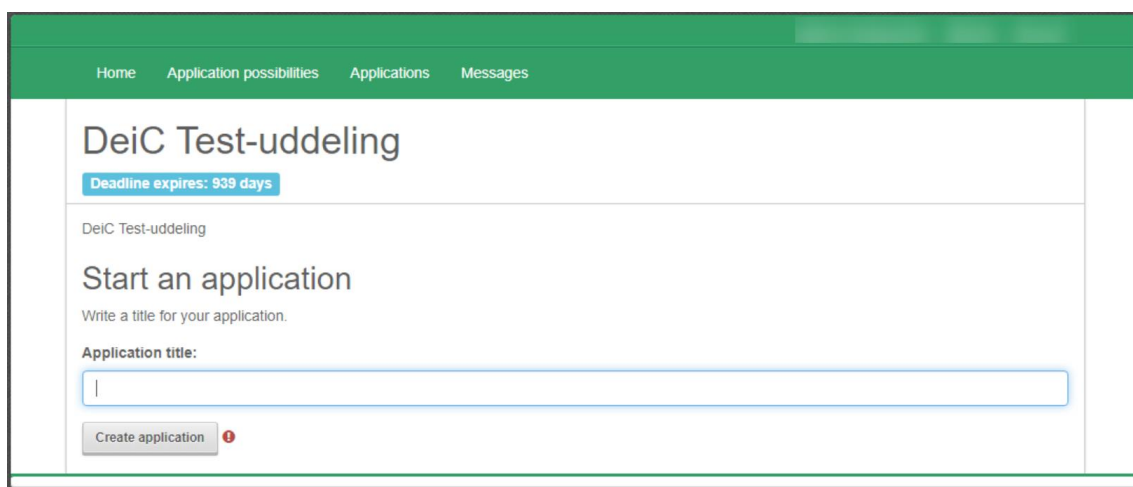 Home Application possibilities Applications Messages
DeiC Test-uddeling
Deadline expires: 939 days
DeiC Test-uddeling
Start an application
Write a title for your application.
Application title:
Create application